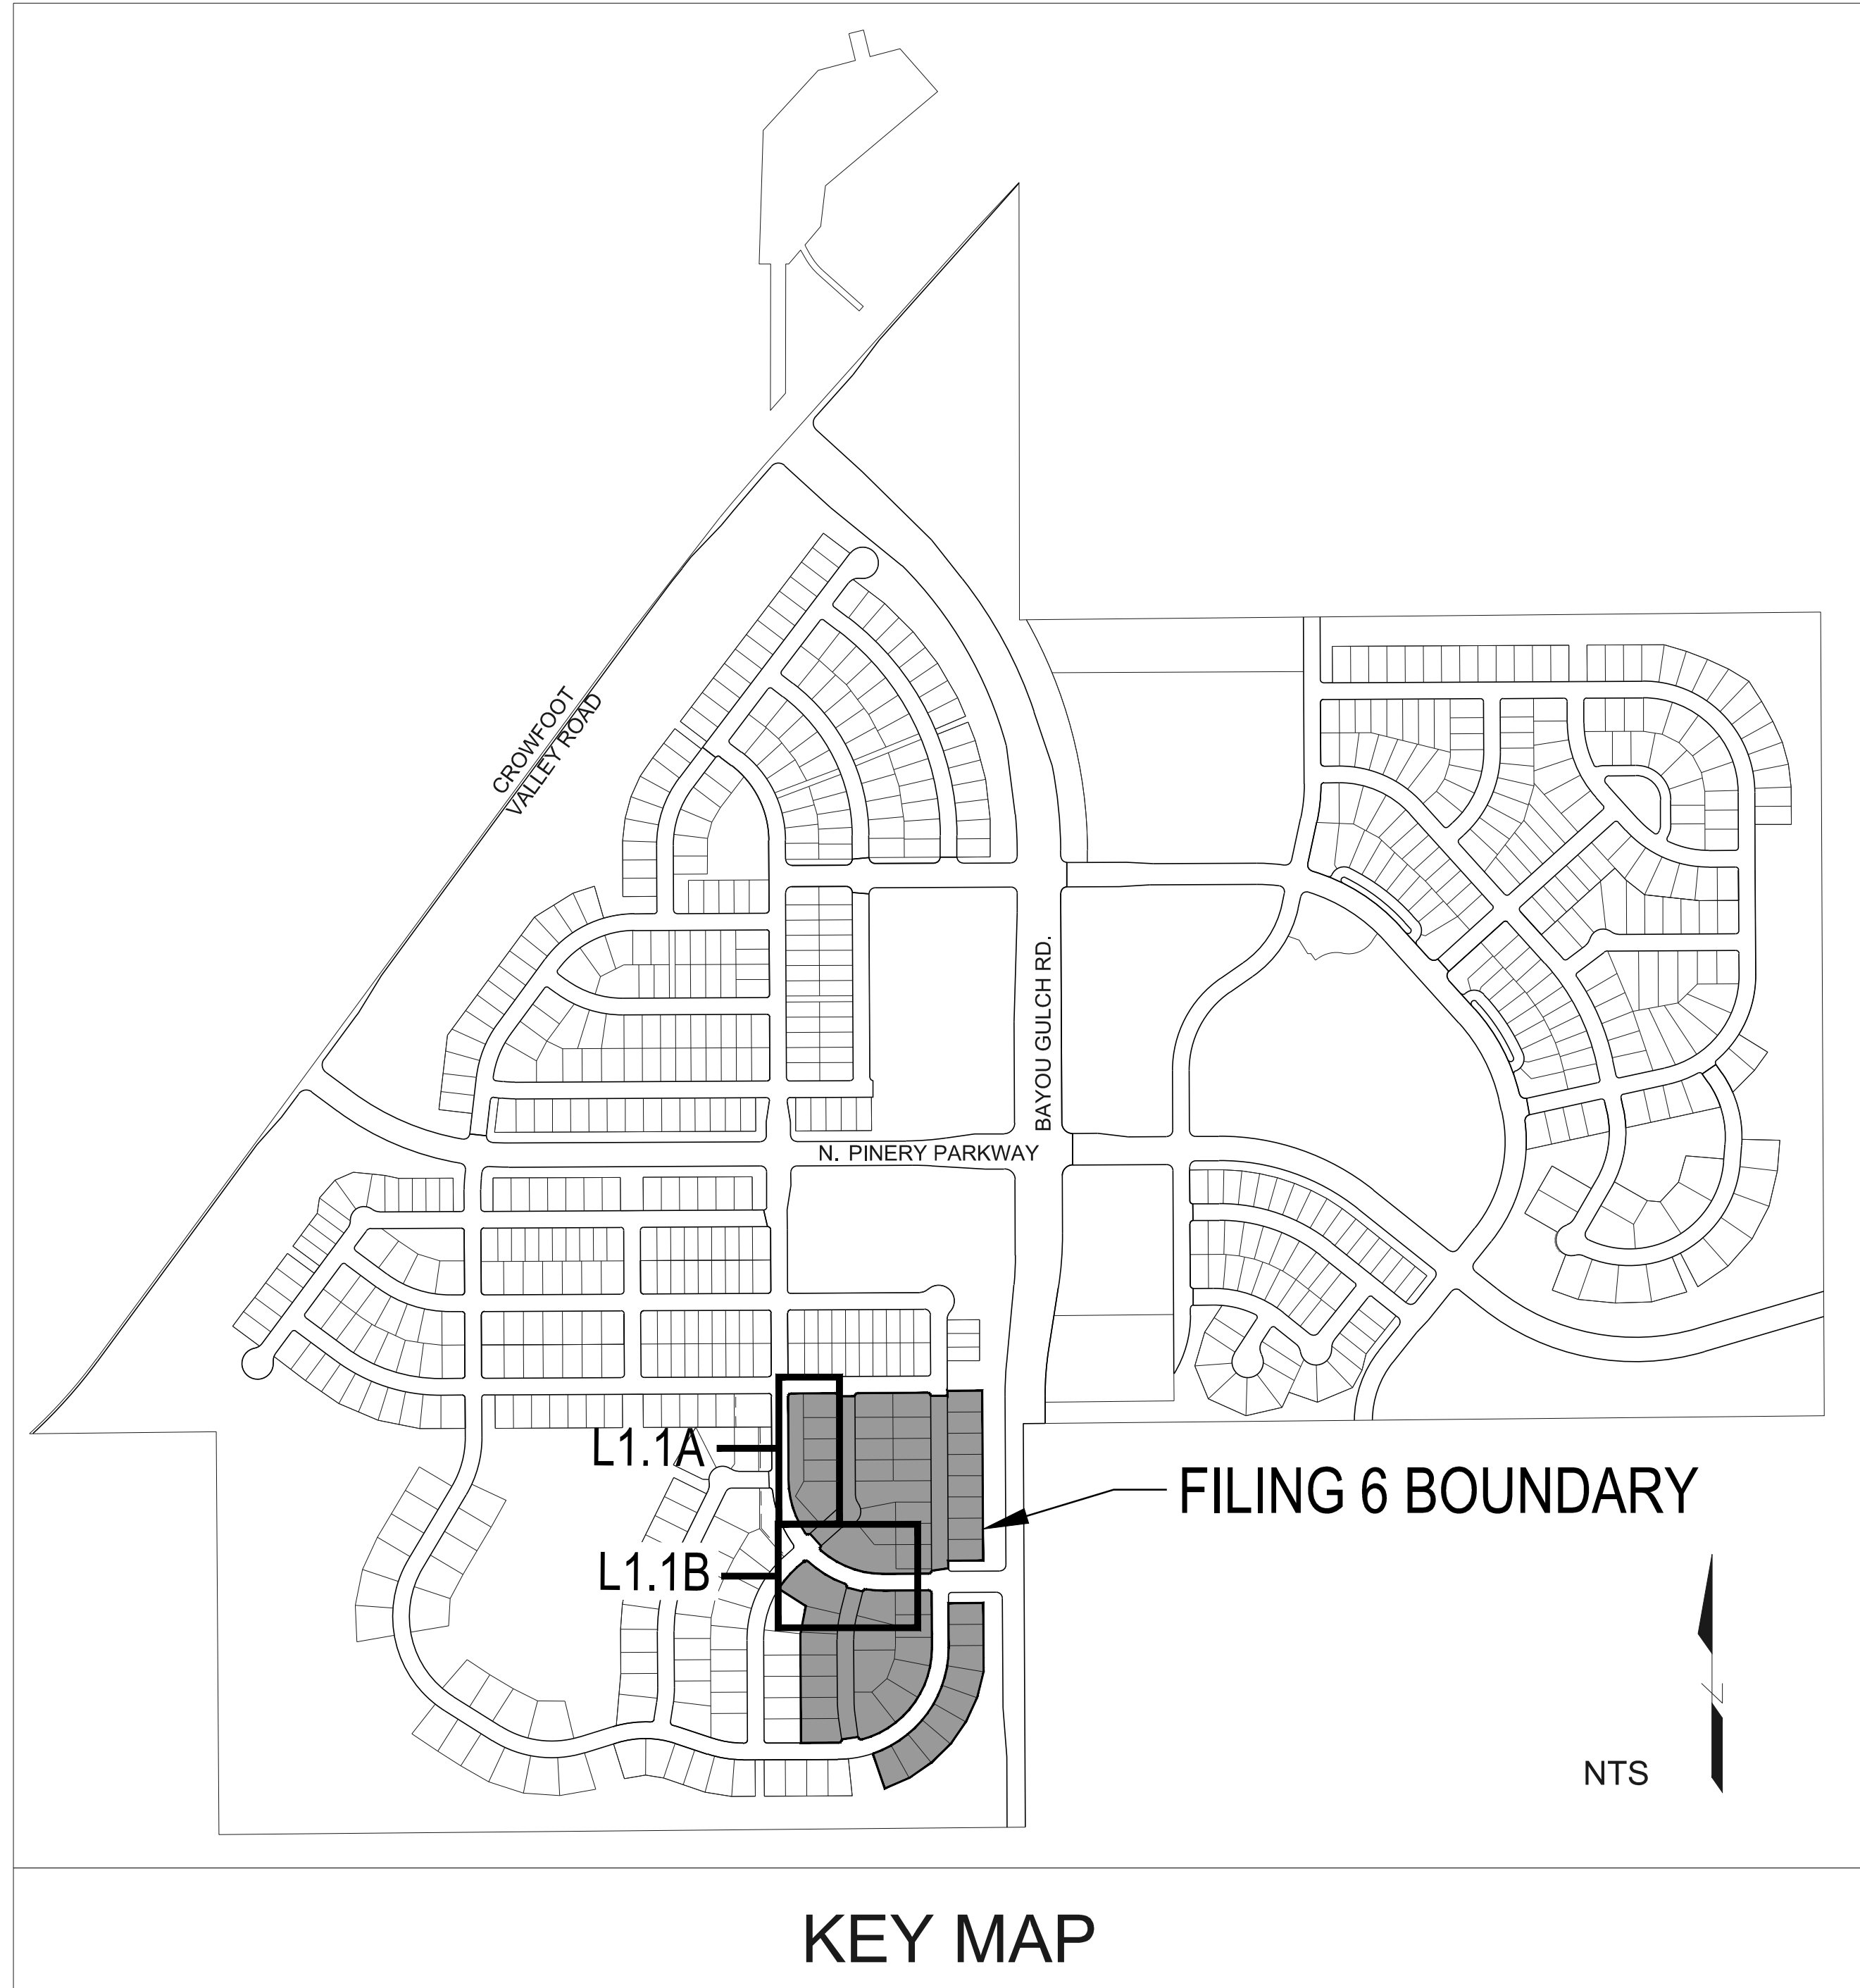 CROWFOOT
VALLEY ROAD
BAYOU GULCH RD.
N. PINERY PARKWAY
L1.1A
FILING 6 BOUNDARY
L1.1B
NTS
KEY MAP